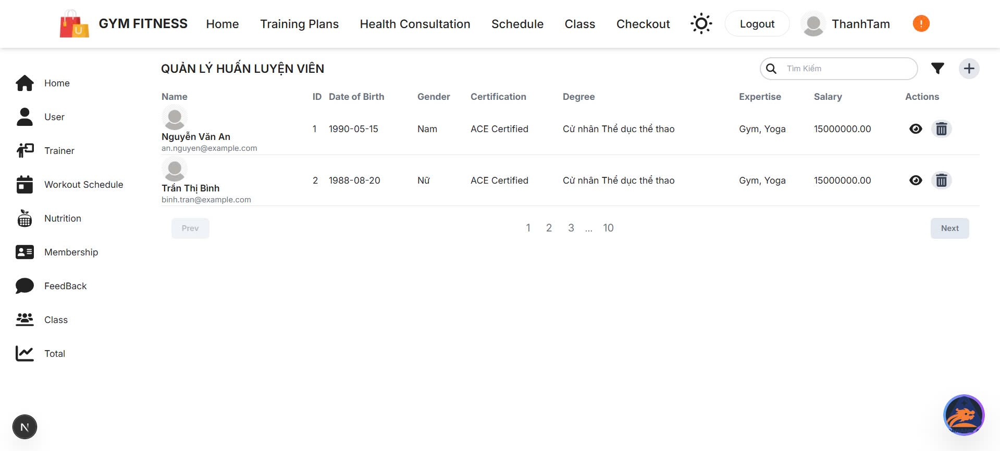 GYM FITNESS Home Training Plans Health Consultation Schedule Class Checkout Logout ThanhTam
Home
User
Trainer
Workout Schedule
Nutrition
Membership
FeedBack
Class
Total
QUẢN LÝ HUẤN LUYỆN VIÊN Tìm Kiếm
Name ID Date of Birth Gender Certification Degree Expertise Salary Actions
Nguyễn Văn An 1 1990-05-15 Nam ACE Certified Cử nhân Thể dục thể thao Gym, Yoga 15000000.00
an.nguyen@example.com
Trần Thị Bình 2 1988-08-20 Nữ ACE Certified Cử nhân Thể dục thể thao Gym, Yoga 15000000.00
binh.tran@example.com
Prev 1 2 3 ... 10 Next
N